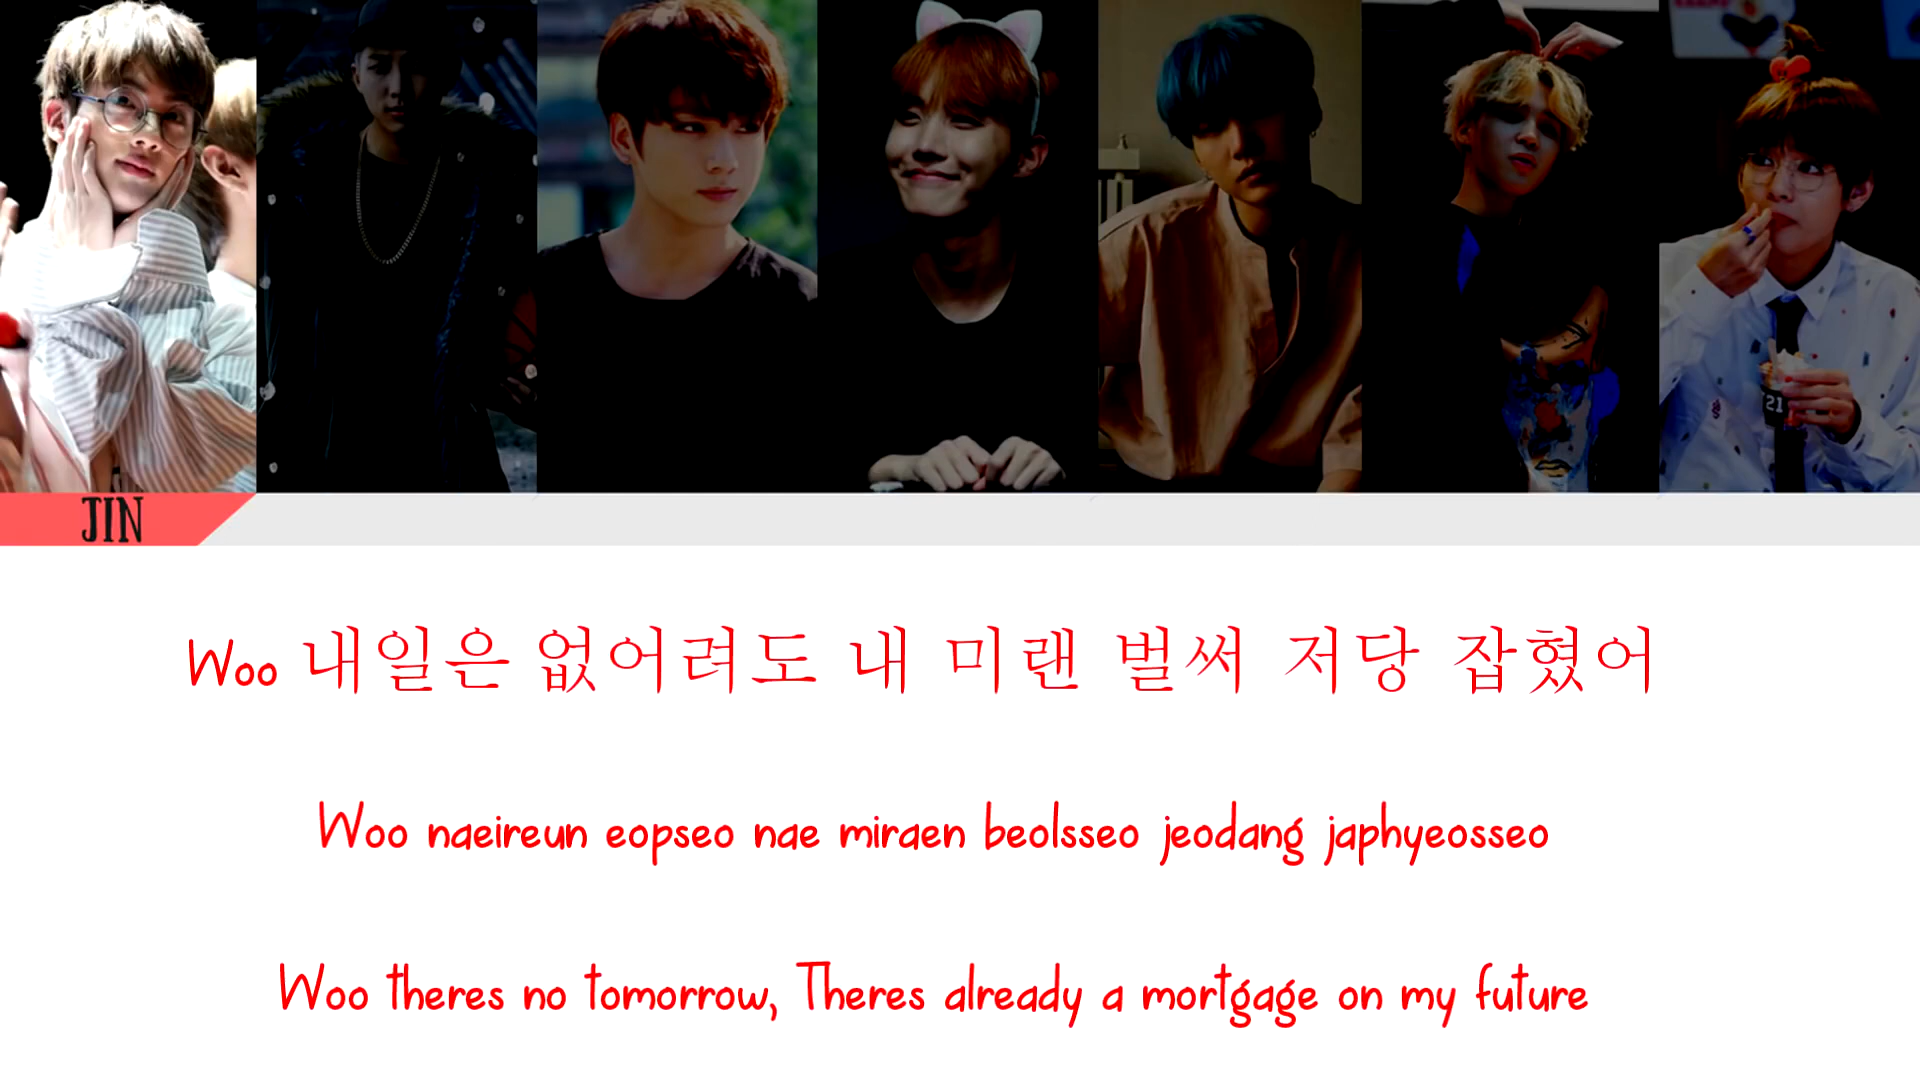 JIN
Woo 내일은 없어려도 내 미랜 벌써 저당 잡혔어
Woo naeireun eopseo nae miraen beolsseo jeodang japhyeosseo
Woo theres no tomorrow, Theres already a mortgage on my future